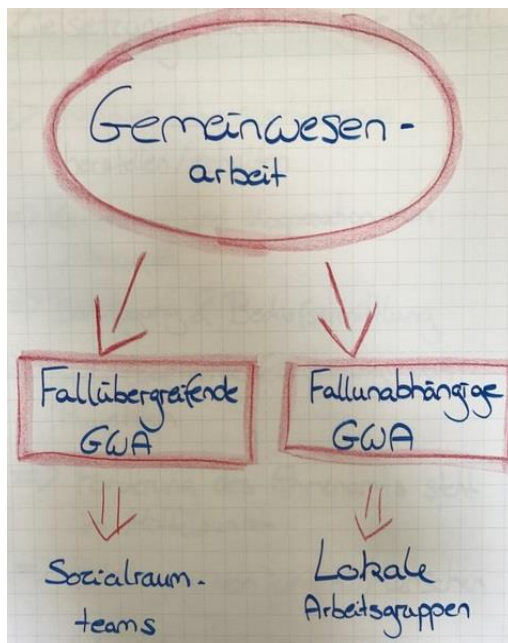 Gemeinwesen-
arbeit
Fallübergreifende
GWA
Fallunabhängige
GWA
Sozialraum-
teams
Lokale
Arbeitsgruppen